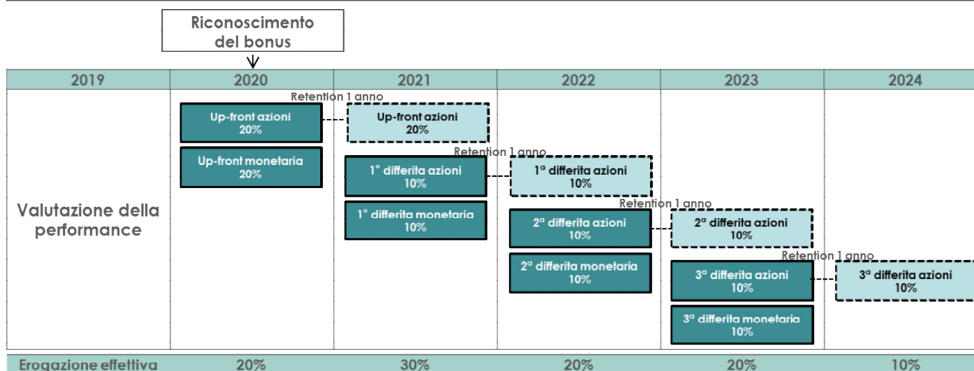 Riconoscimento
del bonus
2019 2020 2021 2022 2023 2024
Retention 1 anno
Up-front azioni
20%
Up-front azioni
20%
Up-front monetaria
20%
Retention 1 anno
1° differita azioni
10%
1ª differita azioni
10%
Valutazione della
performance
1° differita monetaria
10%
Retention 1 anno
2ª differita azioni
10%
2ª differita azioni
10%
2ª differita monetaria
10%
Retention 1 anno
3ª differita azioni
10%
3ª differita azioni
10%
3ª differita monetaria
10%
Erogazione effettiva 20% 30% 20% 20% 10%